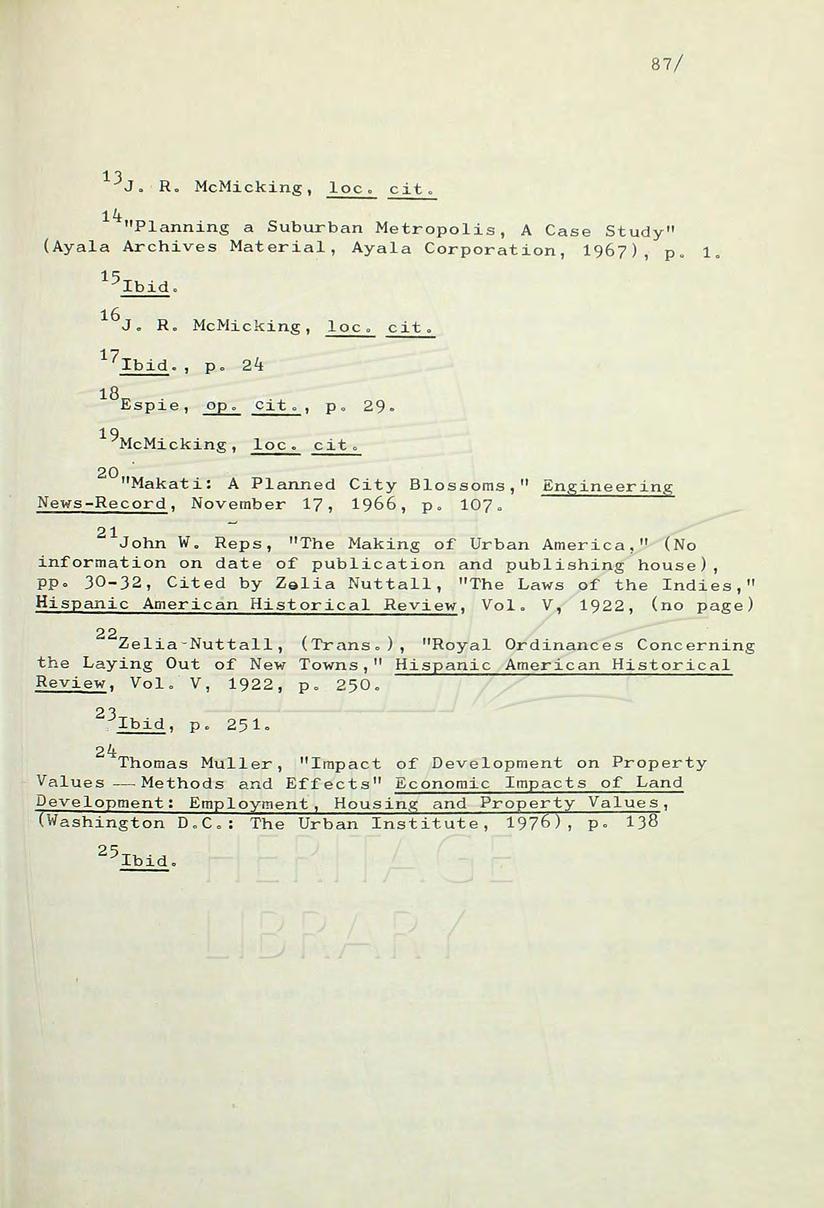 87/
13J. R. McMicking, loc. cit.
14"Planning a Suburban Metropolis, A Case Study"
(Ayala Archives Material, Ayala Corporation, 1967), p. 1.
15Ibid.
16J. R. McMicking, loc. cit.
17Ibid., p. 24
18Espie, op. cit., p. 29.
19McMicking, loc. cit.
20"Makati: A Planned City Blossoms," Engineering
News-Record, November 17, 1966, p. 107.
21John W. Reps, "The Making of Urban America," (No
information on date of publication and publishing house),
pp. 30-32, Cited by Zelia Nuttall, "The Laws of the Indies,"
Hispanic American Historical Review, Vol. V, 1922, (no page)
22Zelia-Nuttall, (Trans.), "Royal Ordinances Concerning
the Laying Out of New Towns," Hispanic American Historical
Review, Vol. V, 1922, p. 250.
23Ibid, p. 251.
24Thomas Muller, "Impact of Development on Property
Values — Methods and Effects" Economic Impacts of Land
Development: Employment, Housing and Property Values,
(Washington D.C.: The Urban Institute, 1976), p. 138
25Ibid.
HERITAGE
LIBRARY